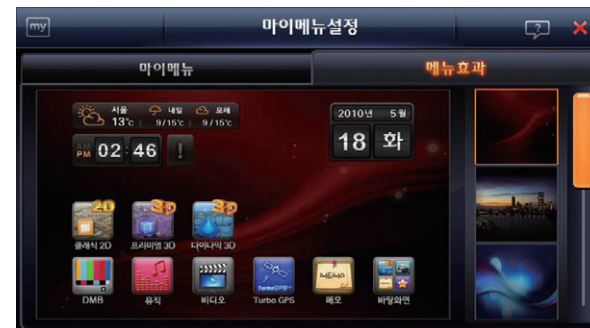 my 마이메뉴설정 ?
마이메뉴 메뉴효과
서울 내일 모레
13°c 9/15°c 9/15°c
AM
PM 02 46 !
2010년 5월
18 화
2D 3D 3D
클래식 2D 프리미엄 3D 다이나믹 3D
MEMO
TurboGPS
DMB 뮤직 비디오 Turbo GPS 메모 바탕화면